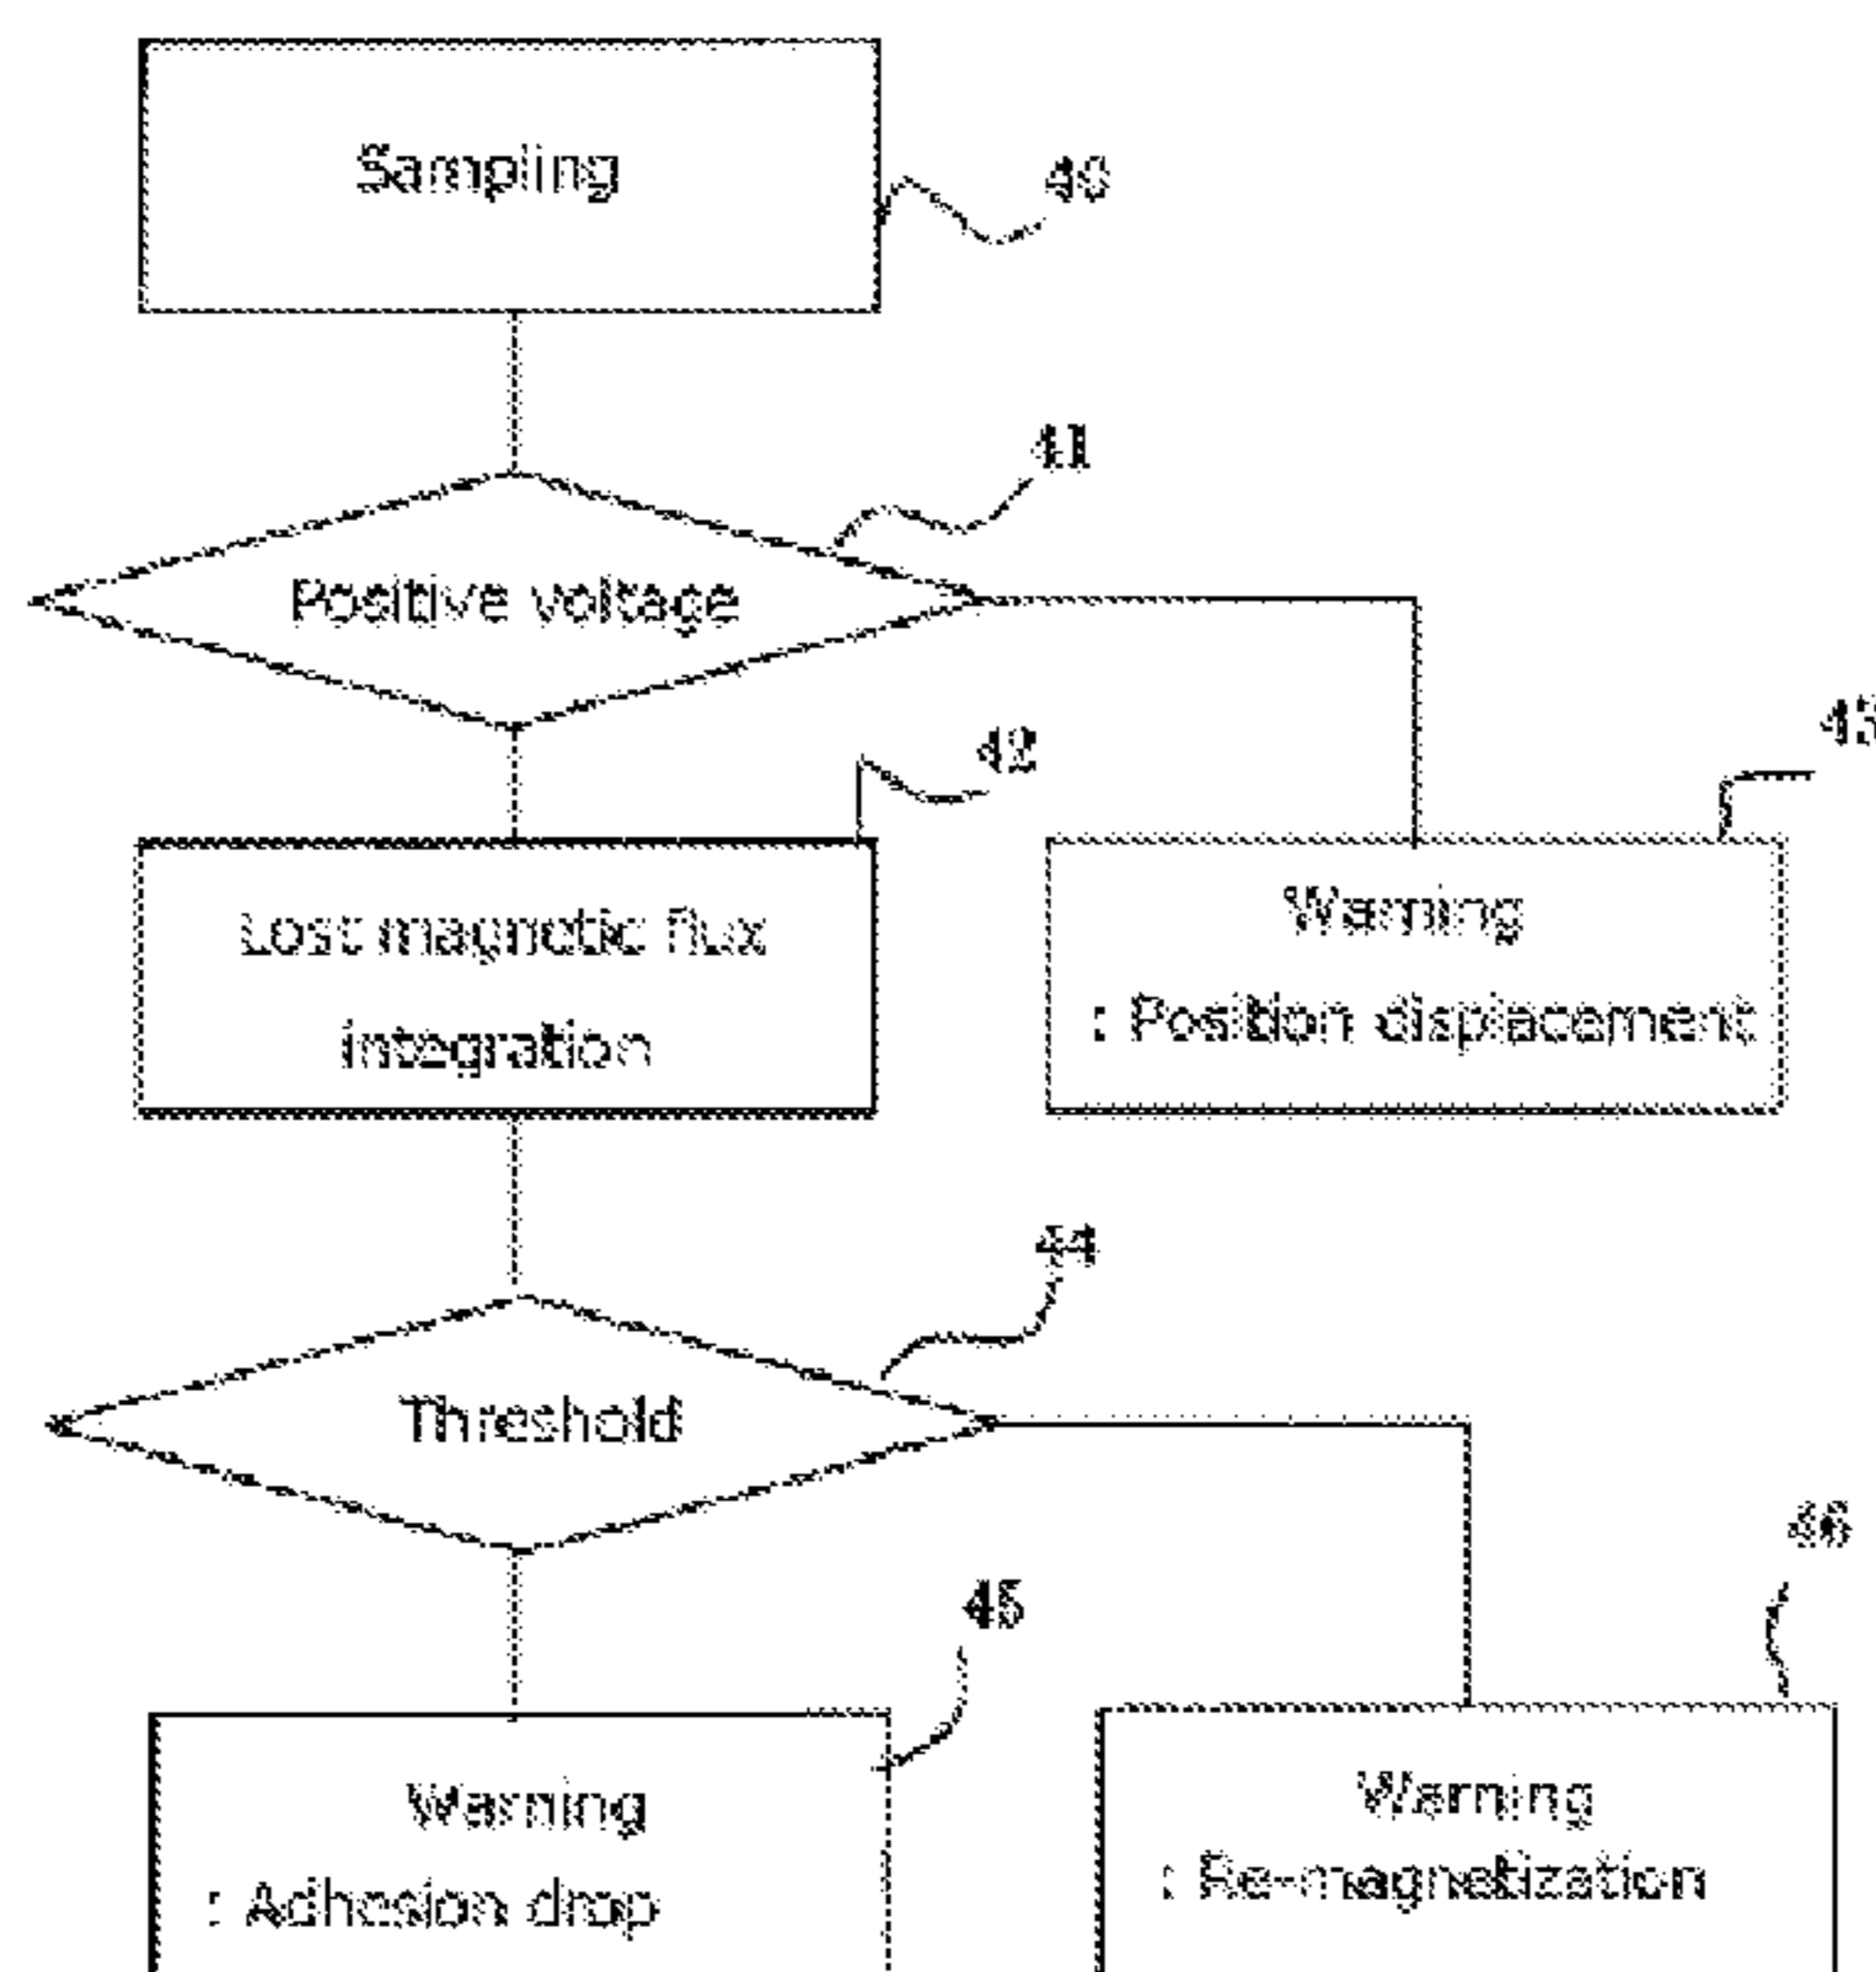 Sampling
40
41
Positive voltage
42
Lost magnetic flux
integration
Warning
: Position displacement
44
Threshold
45
46
Warning
: Adhesion drop
Warning
: Re-magnetization